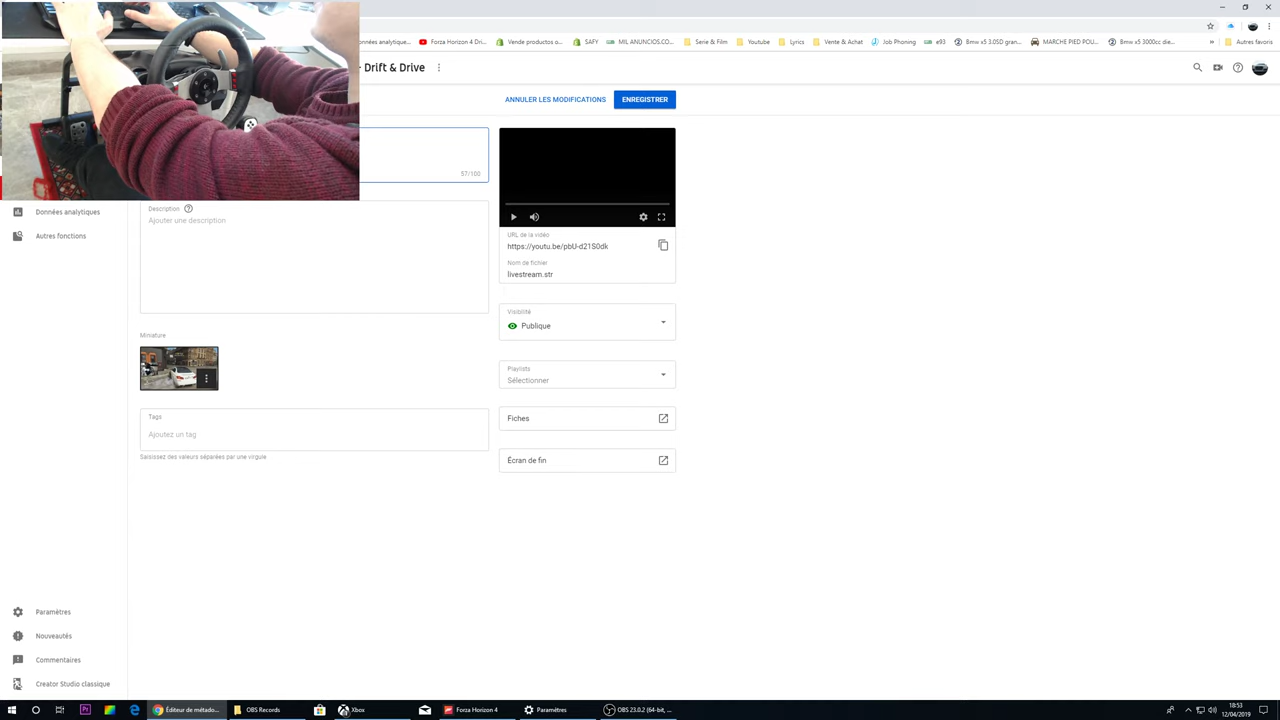 onnées analytique...
Forza Horizon 4 Dri...
Vende productos o...
SAFY
MIL ANUNCIOS.CO...
Serie & Film
Youtube
Lyrics
Vente & Achat
Job Phoning
e93
Bmw x5 3.0SD gran...
MARCHE PIED POU...
Bmw x5 3000cc die...
»
Autres favoris
- Drift & Drive
ANNULER LES MODIFICATIONS
ENREGISTRER
57/100
Données analytiques
Autres fonctions
Description
Ajouter une description
URL de la vidéo
https://youtu.be/pbU-d21S0dk
Nom de fichier
livestream.str
Visibilité
Publique
Miniature
Playlists
Sélectionner
Tags
Ajoutez un tag
Saisissez des valeurs séparées par une virgule
Fiches
Écran de fin
Paramètres
Nouveautés
Commentaires
Creator Studio classique
Éditeur de métado...
OBS Records
Xbox
Forza Horizon 4
Paramètres
OBS 23.0.2 (64-bit, ...
18:53
12/04/2019